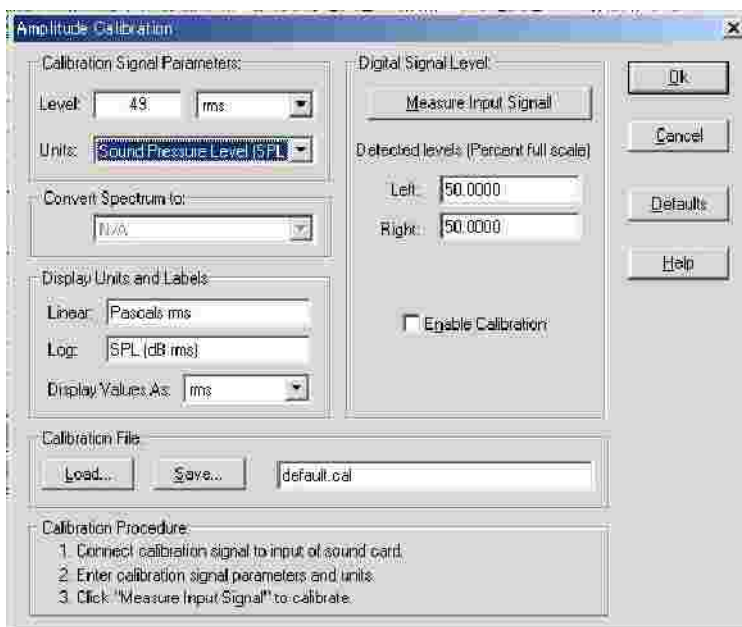 Amplitude Calibration
Calibration Signal Parameters:
Level: 49 rms
Units: Sound Pressure Level (SPL
Convert Spectrum to:
N/A
Display Units and Labels
Linear: Pascals rms
Log: SPL (dB rms)
Display Values As: rms
Digital Signal Level:
Measure Input Signal
Detected levels (Percent full scale)
Left: 50.0000
Right: 50.0000
Enable Calibration
Ok
Cancel
Defaults
Help
Calibration File
Load... Save... default.cal
Calibration Procedure:
1. Connect calibration signal to input of sound card.
2. Enter calibration signal parameters and units.
3. Click "Measure Input Signal" to calibrate.